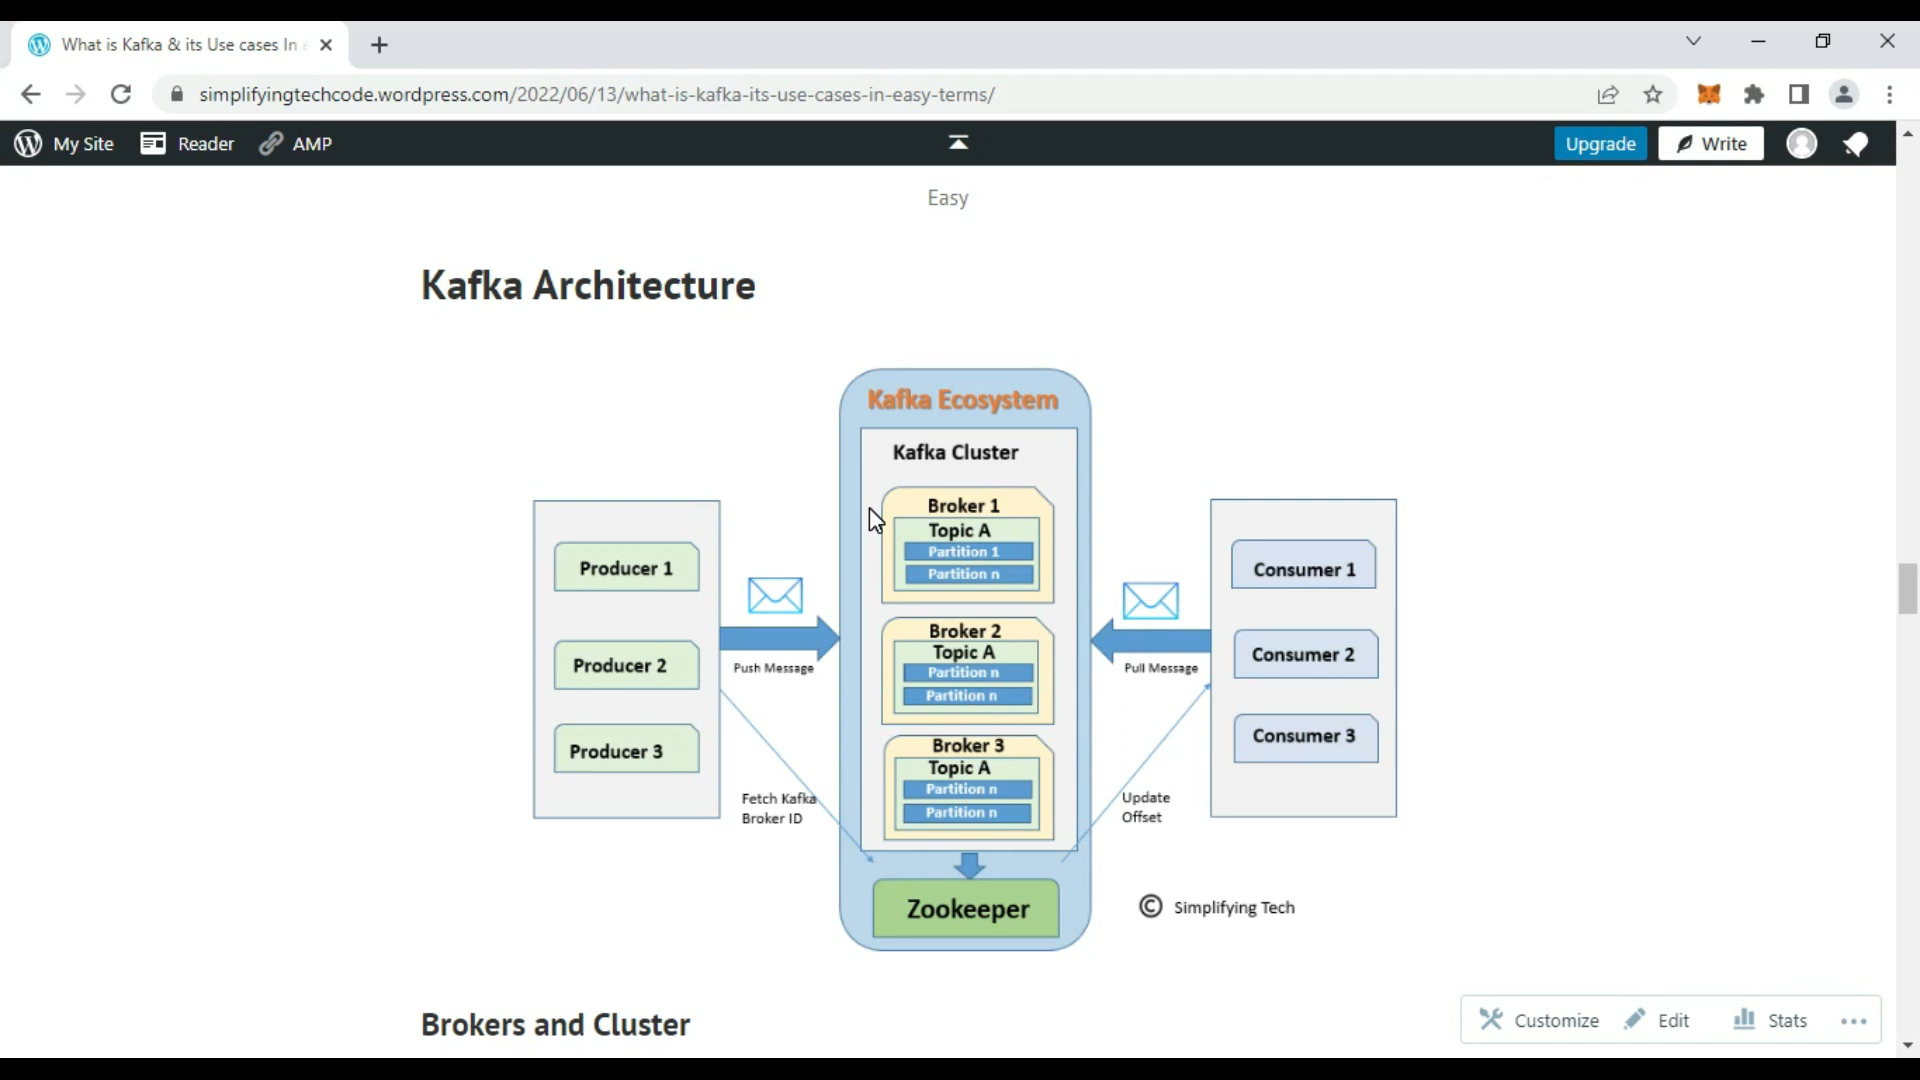 What is Kafka & its Use cases In
simplifyingtechcode.wordpress.com/2022/06/13/what-is-kafka-its-use-cases-in-easy-terms/
My Site Reader AMP Upgrade Write
Easy
Kafka Architecture
Kafka Ecosystem
Kafka Cluster
Broker 1
Topic A
Partition 1
Partition n
Broker 2
Topic A
Partition n
Partition n
Broker 3
Topic A
Partition n
Partition n
Zookeeper
Producer 1
Producer 2
Producer 3
Push Message
Fetch Kafka
Broker ID
Pull Message
Update
Offset
Consumer 1
Consumer 2
Consumer 3
© Simplifying Tech
Brokers and Cluster
Customize Edit Stats